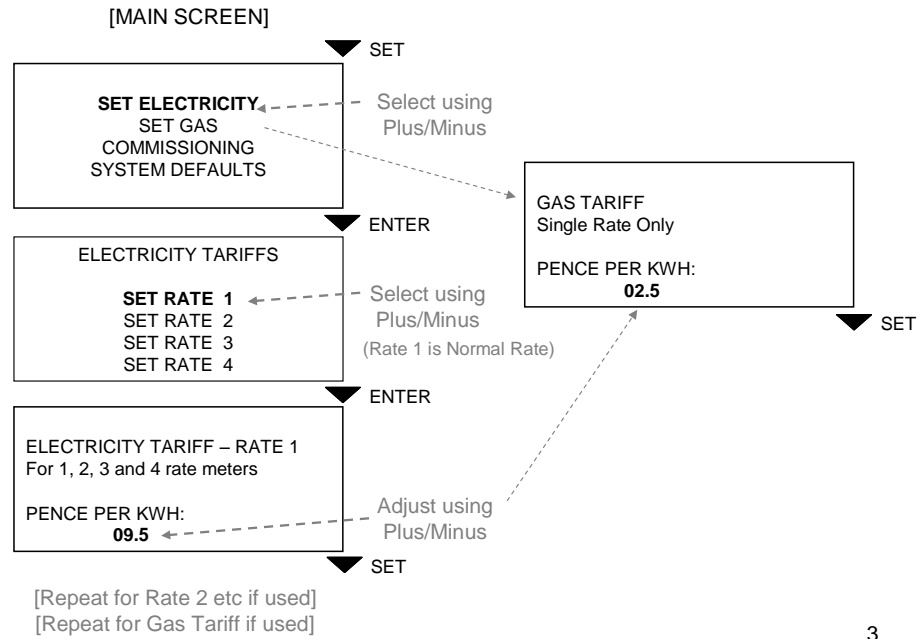 [MAIN SCREEN]
SET
SET ELECTRICITY
SET GAS
COMMISSIONING
SYSTEM DEFAULTS
Select using
Plus/Minus
ENTER
GAS TARIFF
Single Rate Only
PENCE PER KWH:
02.5
SET
ELECTRICITY TARIFFS
SET RATE 1
SET RATE 2
SET RATE 3
SET RATE 4
Select using
Plus/Minus
(Rate 1 is Normal Rate)
ENTER
ELECTRICITY TARIFF – RATE 1
For 1, 2, 3 and 4 rate meters
PENCE PER KWH:
09.5
Adjust using
Plus/Minus
SET
[Repeat for Rate 2 etc if used]
[Repeat for Gas Tariff if used]
3